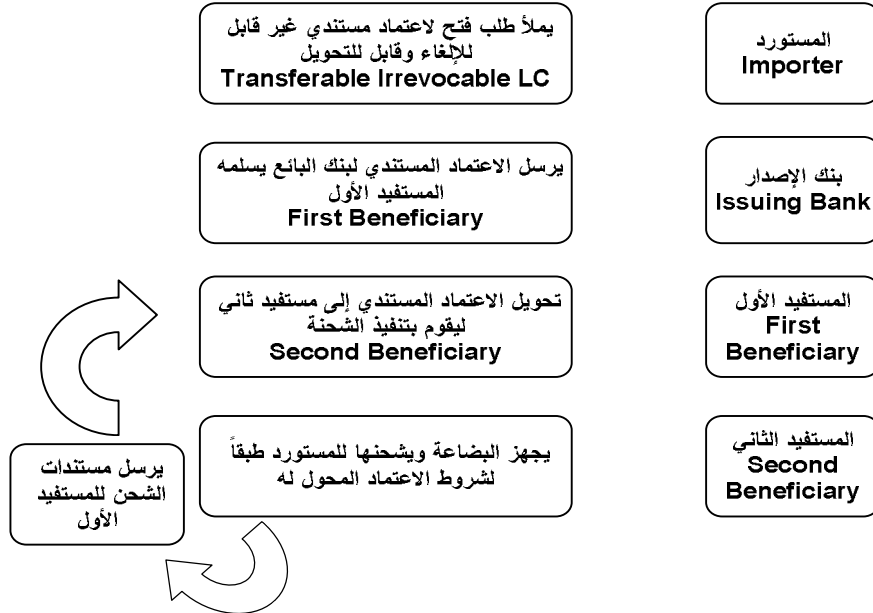 المستورد
Importer
يملأ طلب فتح لاعتماد مستندي غير قابل
للإلغاء وقابل للتحويل
Transferable Irrevocable LC
بنك الإصدار
Issuing Bank
يرسل الاعتماد المستندي لبنك البائع يسلمه
المستفيد الأول
First Beneficiary
المستفيد الأول
First
Beneficiary
تحويل الاعتماد المستندي إلى مستفيد ثاني
ليقوم بتنفيذ الشحنة
Second Beneficiary
المستفيد الثاني
Second
Beneficiary
يجهز البضاعة ويشحنها للمستورد طبقاً
لشروط الاعتماد المحول له
يرسل مستندات
الشحن للمستفيد
الأول